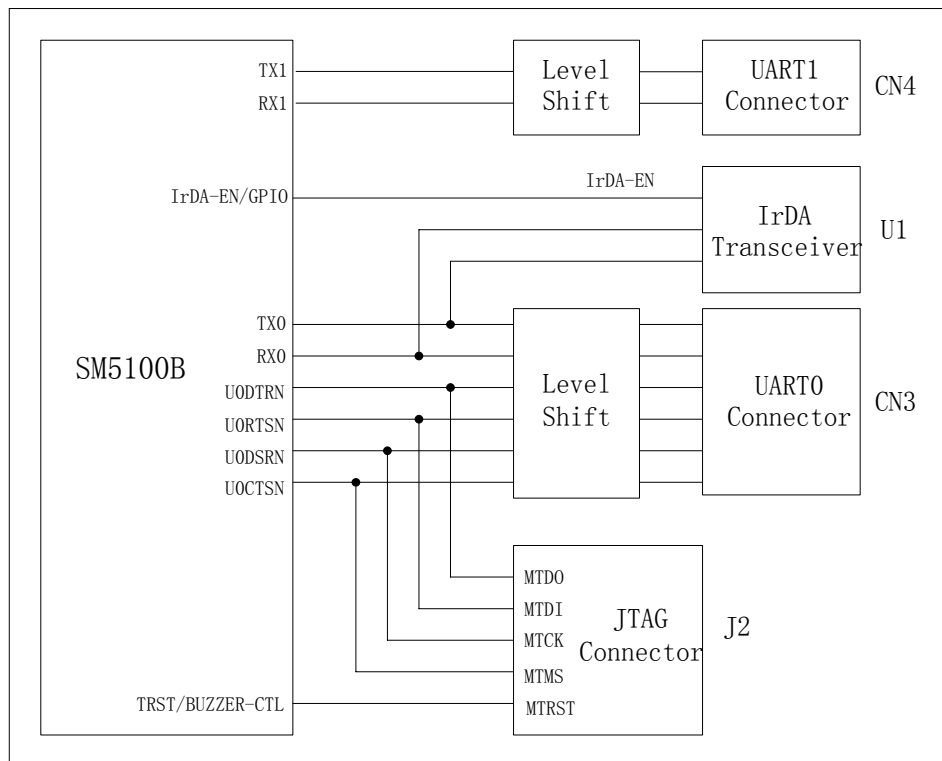 TX1
RX1
Level
Shift
UART1
Connector
CN4
IrDA-EN/GPIO
IrDA-EN
IrDA
Transceiver
U1
SM5100B
TX0
RX0
U0DTRN
U0RTSN
U0DSRN
U0CTSN
Level
Shift
UART0
Connector
CN3
MTDO
MTDI
MTCK
MTMS
MTRST
JTAG
Connector
J2
TRST/BUZZER-CTL